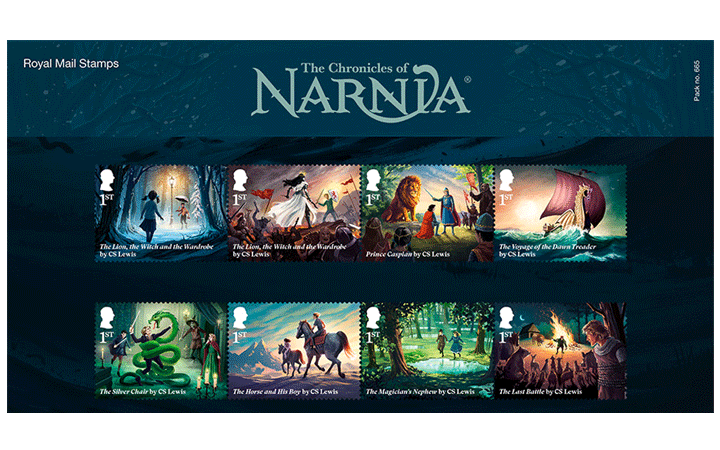 Royal Mail Stamps
The Chronicles of
NARNIA®
Pack no. 665
1ST
The Lion, the Witch and the Wardrobe
by CS Lewis
1ST
The Lion, the Witch and the Wardrobe
by CS Lewis
1ST
Prince Caspian by CS Lewis
1ST
The Voyage of the Dawn Treader
by CS Lewis
1ST
The Silver Chair by CS Lewis
1ST
The Horse and His Boy by CS Lewis
1ST
The Magician's Nephew by CS Lewis
1ST
The Last Battle by CS Lewis